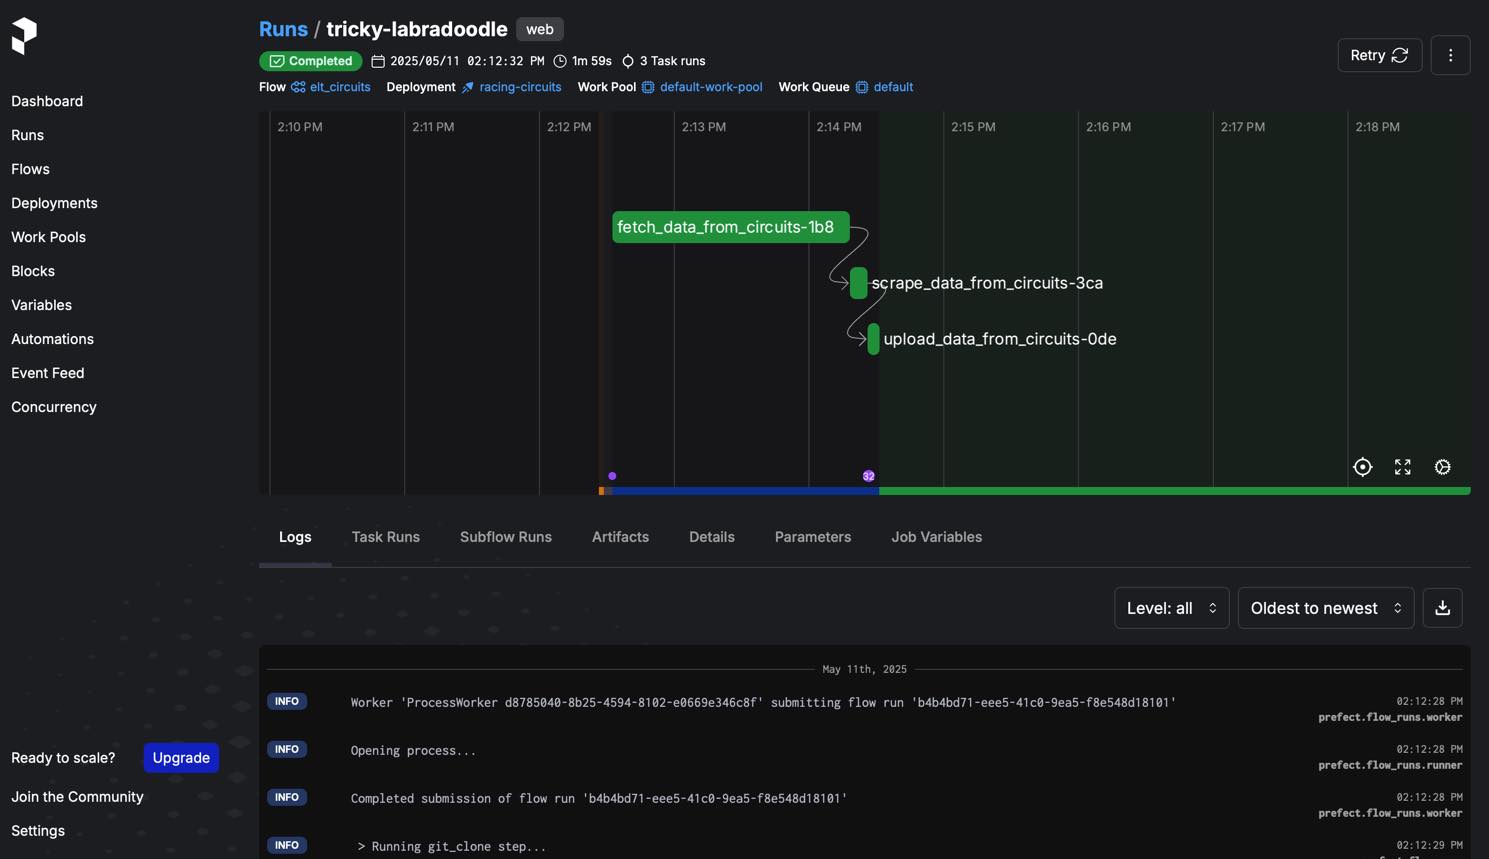 Runs / tricky-labradoodle web
Completed 2025/05/11 02:12:32 PM 1m 59s 3 Task runs
Retry
Flow elt_circuits Deployment racing-circuits Work Pool default-work-pool Work Queue default
Dashboard
Runs
Flows
Deployments
Work Pools
Blocks
Variables
Automations
Event Feed
Concurrency
Ready to scale? Upgrade
Join the Community
Settings
2:10 PM 2:11 PM 2:12 PM 2:13 PM 2:14 PM 2:15 PM 2:16 PM 2:17 PM 2:18 PM
fetch_data_from_circuits-1b8
scrape_data_from_circuits-3ca
upload_data_from_circuits-0de
32
Logs Task Runs Subflow Runs Artifacts Details Parameters Job Variables
Level: all Oldest to newest
May 11th, 2025
INFO Worker 'ProcessWorker d8785040-8b25-4594-8102-e0669e346c8f' submitting flow run 'b4b4bd71-eee5-41c0-9ea5-f8e548d18101' 02:12:28 PM
prefect.flow_runs.worker
INFO Opening process... 02:12:28 PM
prefect.flow_runs.runner
INFO Completed submission of flow run 'b4b4bd71-eee5-41c0-9ea5-f8e548d18101' 02:12:28 PM
prefect.flow_runs.worker
INFO > Running git_clone step... 02:12:29 PM